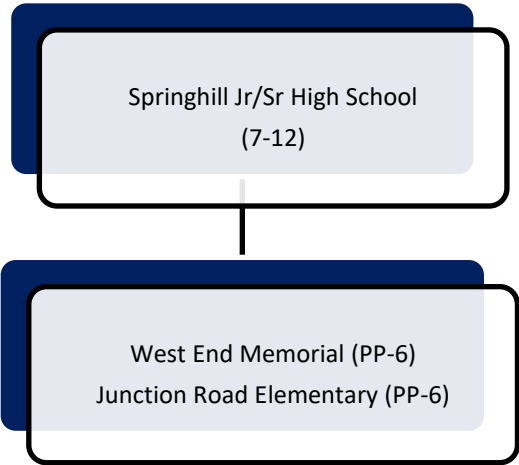 Springhill Jr/Sr High School
(7-12)
West End Memorial (PP-6)
Junction Road Elementary (PP-6)